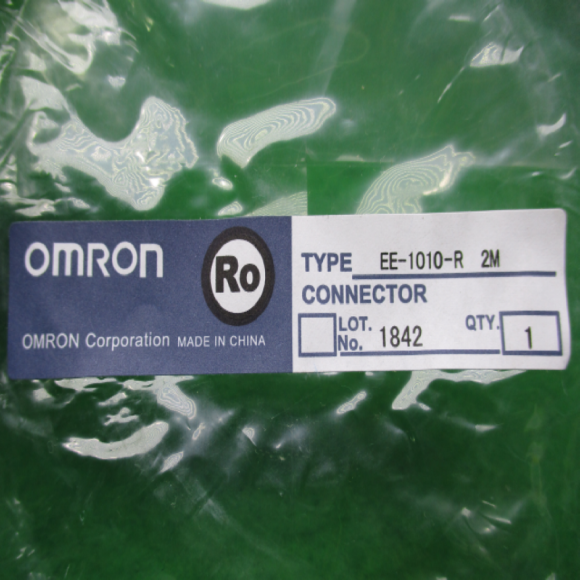 OMRON
Ro
OMRON Corporation MADE IN CHINA
TYPE EE-1010-R 2M
CONNECTOR
LOT. No. 1842 QTY. 1